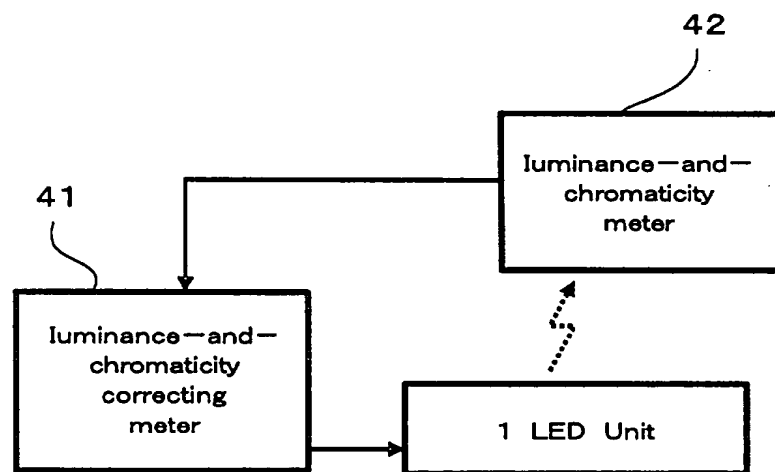 42
luminance-and-
chromaticity
meter
41
luminance-and-
chromaticity
correcting
meter
1 LED Unit